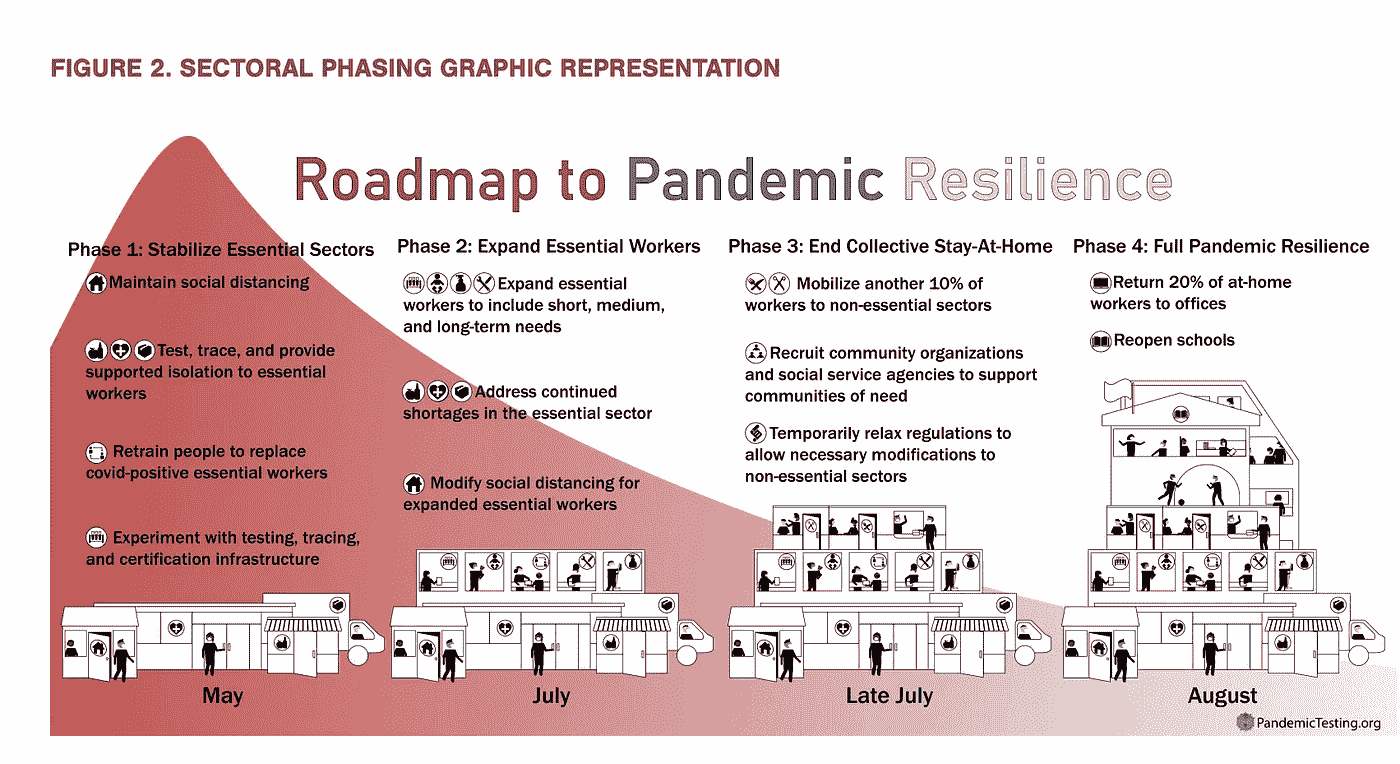 FIGURE 2. SECTORAL PHASING GRAPHIC REPRESENTATION
Roadmap to Pandemic Resilience
Phase 1: Stabilize Essential Sectors
Maintain social distancing
Test, trace, and provide
supported isolation to essential
workers
Retrain people to replace
covid-positive essential workers
Experiment with testing, tracing,
and certification infrastructure
May
Phase 2: Expand Essential Workers
Expand essential
workers to include short, medium,
and long-term needs
Address continued
shortages in the essential sector
Modify social distancing for
expanded essential workers
July
Phase 3: End Collective Stay-At-Home
Mobilize another 10% of
workers to non-essential sectors
Recruit community organizations
and social service agencies to support
communities of need
Temporarily relax regulations to
allow necessary modifications to
non-essential sectors
Late July
Phase 4: Full Pandemic Resilience
Return 20% of at-home
workers to offices
Reopen schools
August
PandemicTesting.org